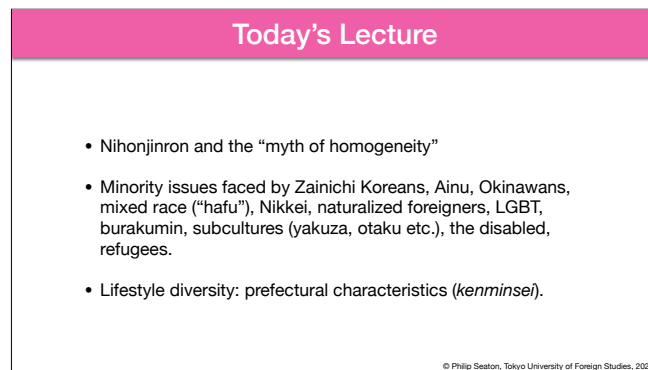 Today's Lecture
• Nihonjinron and the “myth of homogeneity”
• Minority issues faced by Zainichi Koreans, Ainu, Okinawans,
mixed race (“hafu”), Nikkei, naturalized foreigners, LGBT,
burakumin, subcultures (yakuza, otaku etc.), the disabled,
refugees.
• Lifestyle diversity: prefectural characteristics (kenminsei).
© Philip Seaton, Tokyo University of Foreign Studies, 202